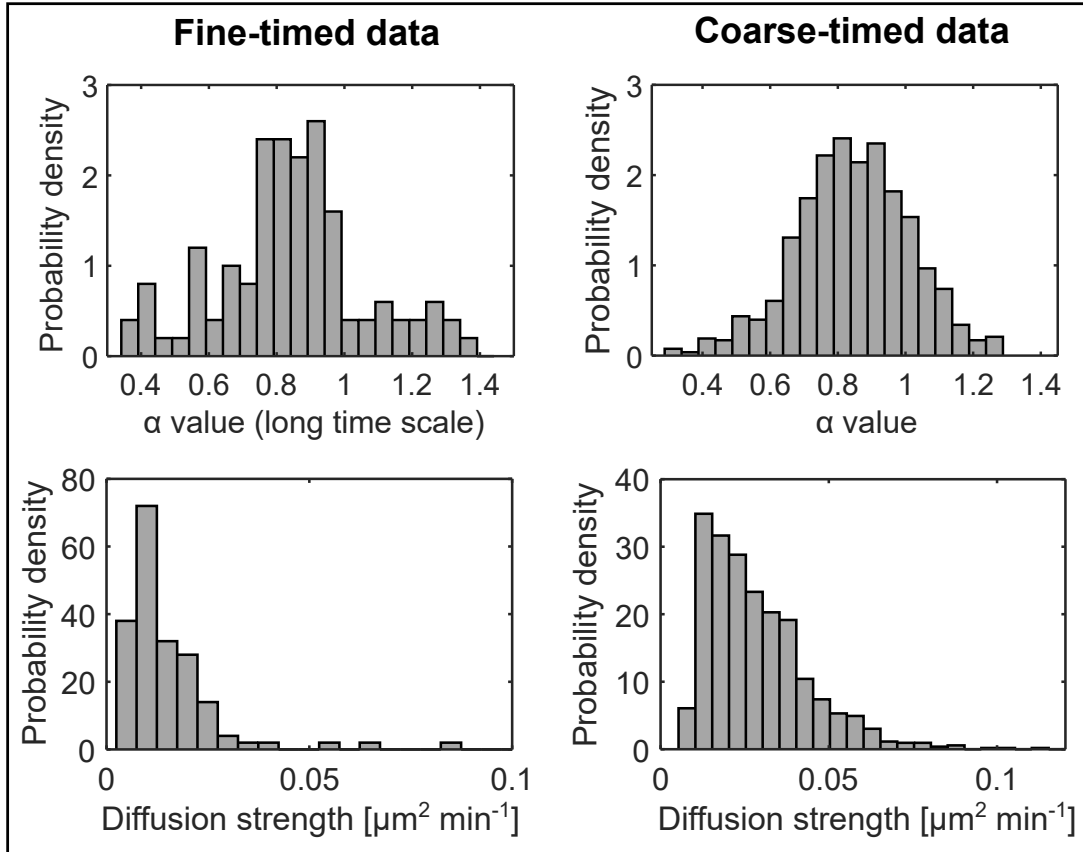 Fine-timed data
Coarse-timed data
Probability density
3
2
1
0
0.4 0.6 0.8 1 1.2 1.4
α value (long time scale)
Probability density
3
2
1
0
0.4 0.6 0.8 1 1.2 1.4
α value
Probability density
80
60
40
20
0
0 0.05 0.1
Diffusion strength [µm² min⁻¹]
Probability density
40
30
20
10
0
0 0.05 0.1
Diffusion strength [µm² min⁻¹]